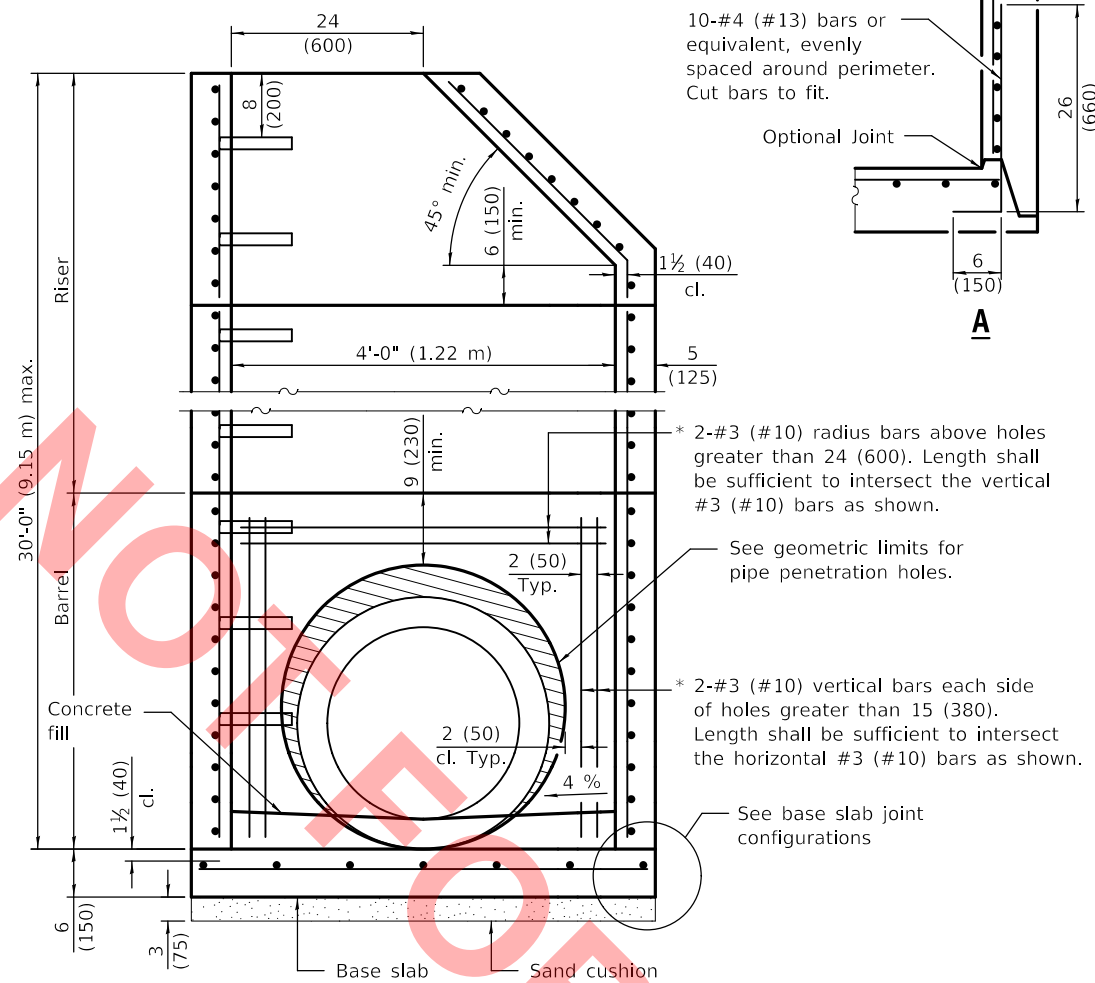 24
(600)
10-#4 (#13) bars or
equivalent, evenly
spaced around perimeter.
Cut bars to fit.
26
(660)
8
(200)
Optional Joint
45° min.
6 (150)
min.
1½ (40)
cl.
6
(150)
A
Riser
30'-0" (9.15 m) max.
4'-0" (1.22 m)
5
(125)
9 (230)
min.
* 2-#3 (#10) radius bars above holes
greater than 24 (600). Length shall
be sufficient to intersect the vertical
#3 (#10) bars as shown.
See geometric limits for
pipe penetration holes.
2 (50)
Typ.
Barrel
* 2-#3 (#10) vertical bars each side
of holes greater than 15 (380).
Length shall be sufficient to intersect
the horizontal #3 (#10) bars as shown.
Concrete
fill
2 (50)
cl. Typ.
4 %
1½ (40)
cl.
See base slab joint
configurations
6
(150)
3
(75)
Base slab
Sand cushion
NOT FO